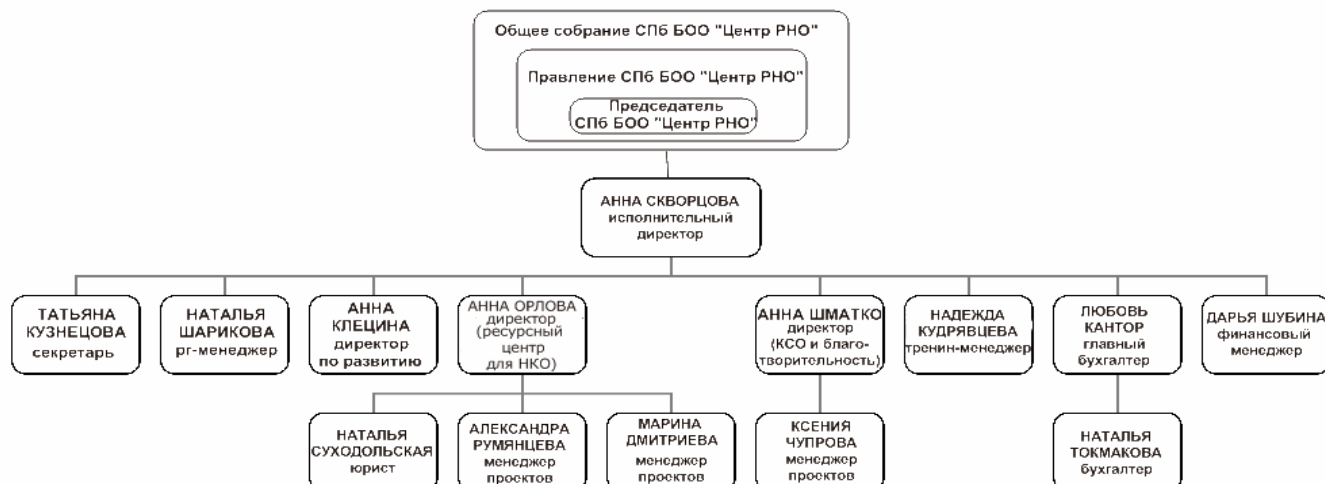 Общее собрание СПб БОО "Центр РНО"
Правление СПб БОО "Центр РНО"
Председатель
СПб БОО "Центр РНО"
АННА СКВОРЦОВА
исполнительный
директор
ТАТЬЯНА
КУЗНЕЦОВА
секретарь
НАТАЛЬЯ
ШАРИКОВА
pr-менеджер
АННА
КЛЕЦИНА
директор
по развитию
АННА ОРЛОВА
директор
(ресурсный
центр
для НКО)
АННА ШМАТКО
директор
(КСО и благо-
творительность)
НАДЕЖДА
КУДРЯВЦЕВА
тренин-менеджер
ЛЮБОВЬ
КАНТОР
главный
бухгалтер
ДАРЬЯ ШУБИНА
финансовый
менеджер
НАТАЛЬЯ
СУХОДОЛЬСКАЯ
юрист
АЛЕКСАНДРА
РУМЯНЦЕВА
менеджер
проектов
МАРИНА
ДМИТРИЕВА
менеджер
проектов
КСЕНИЯ
ЧУПРОВА
менеджер
проектов
НАТАЛЬЯ
ТОКМАКОВА
бухгалтер